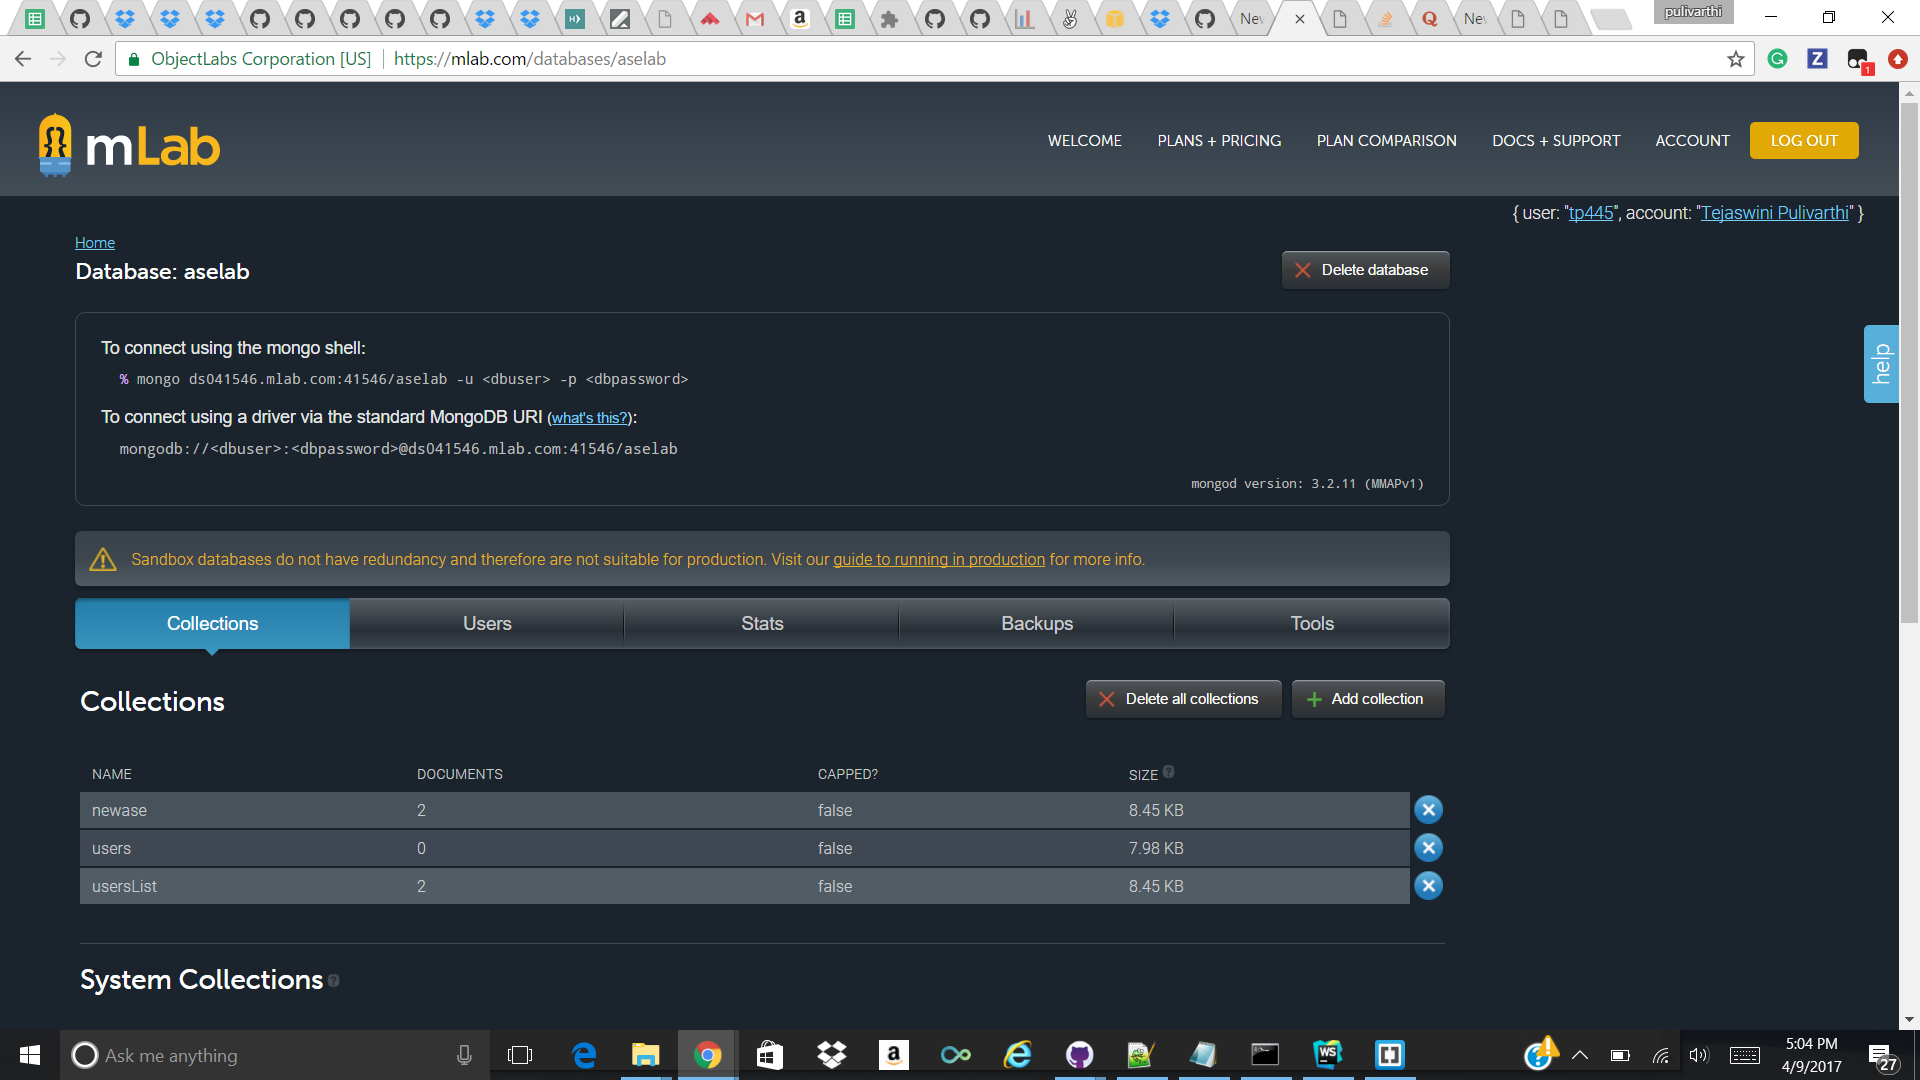 pulivarthi
New
New
ObjectLabs Corporation [US]
https://mlab.com/databases/aselab
1
mLab
WELCOME
PLANS + PRICING
PLAN COMPARISON
DOCS + SUPPORT
ACCOUNT
LOG OUT
{ user: "tp445", account: "Tejaswini Pulivarthi" }
Home
Database: aselab
Delete database
help
To connect using the mongo shell:
% mongo ds041546.mlab.com:41546/aselab -u <dbuser> -p <dbpassword>
To connect using a driver via the standard MongoDB URI (what's this?):
mongodb://<dbuser>:<dbpassword>@ds041546.mlab.com:41546/aselab
mongod version: 3.2.11 (MMAPv1)
Sandbox databases do not have redundancy and therefore are not suitable for production. Visit our guide to running in production for more info.
Collections
Users
Stats
Backups
Tools
Collections
Delete all collections
Add collection
NAME DOCUMENTS CAPPED? SIZE ?
newase 2 false 8.45 KB
users 0 false 7.98 KB
usersList 2 false 8.45 KB
System Collections ?
Ask me anything
5:04 PM
4/9/2017
27